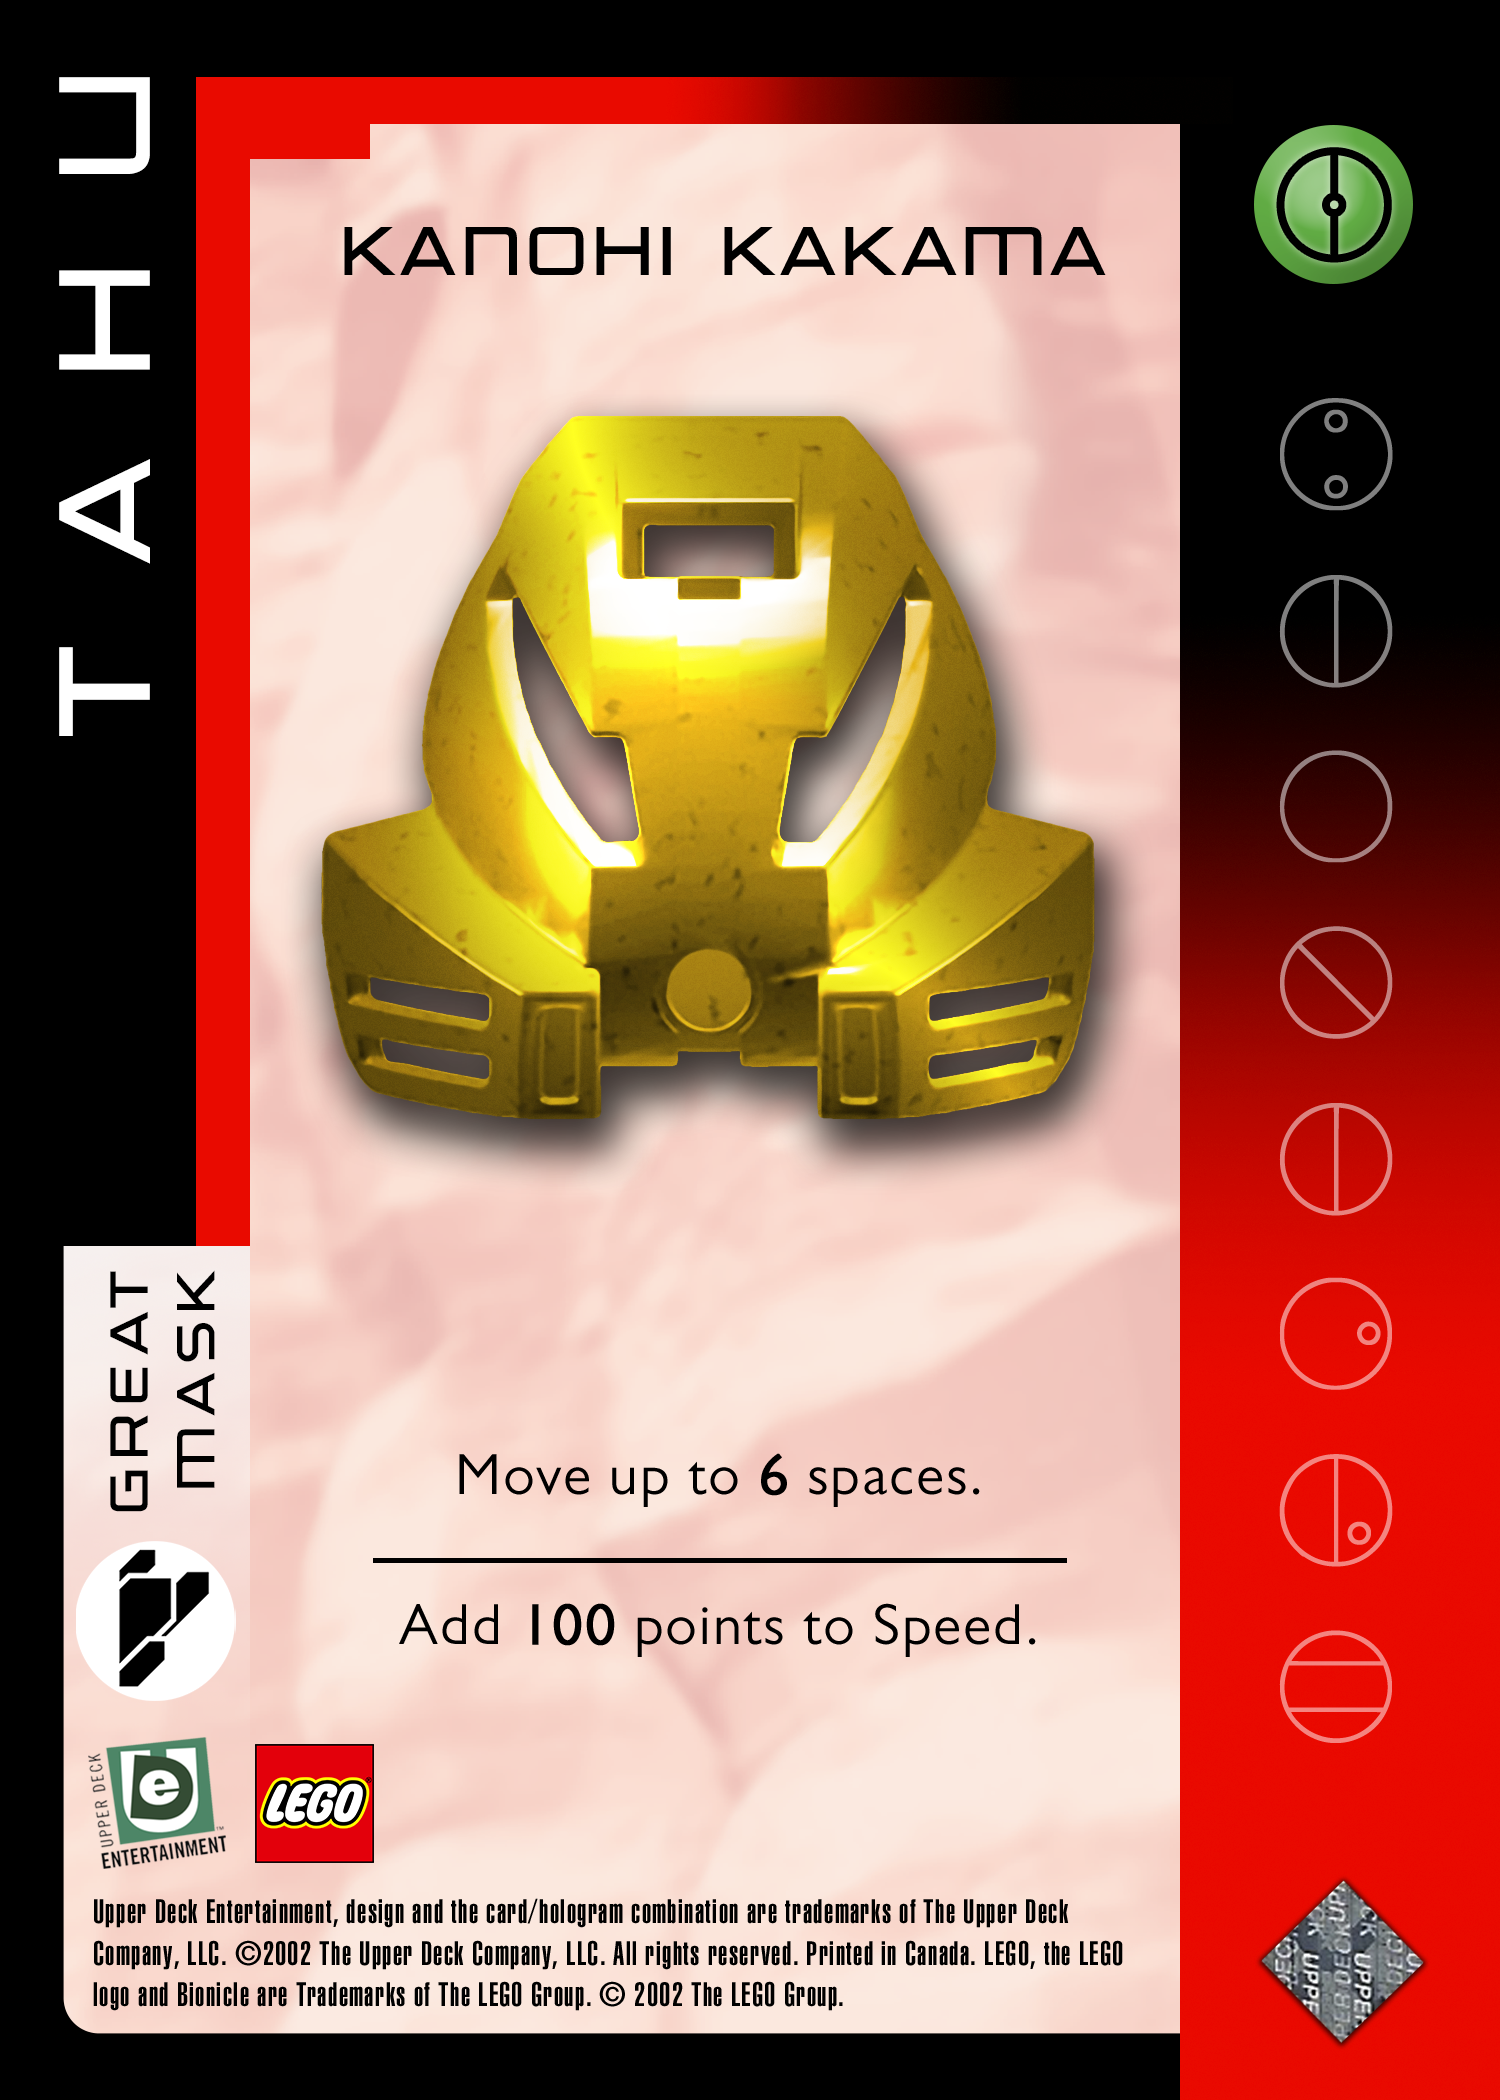 TAHU
KANOHI KAKAMA
GREAT
MASK
Move up to 6 spaces.
Add 100 points to Speed.
UPPER DECK
e
ENTERTAINMENT
™
LEGO
Upper Deck Entertainment, design and the card/hologram combination are trademarks of The Upper Deck
Company, LLC. ©2002 The Upper Deck Company, LLC. All rights reserved. Printed in Canada. LEGO, the LEGO
logo and Bionicle are Trademarks of The LEGO Group. © 2002 The LEGO Group.